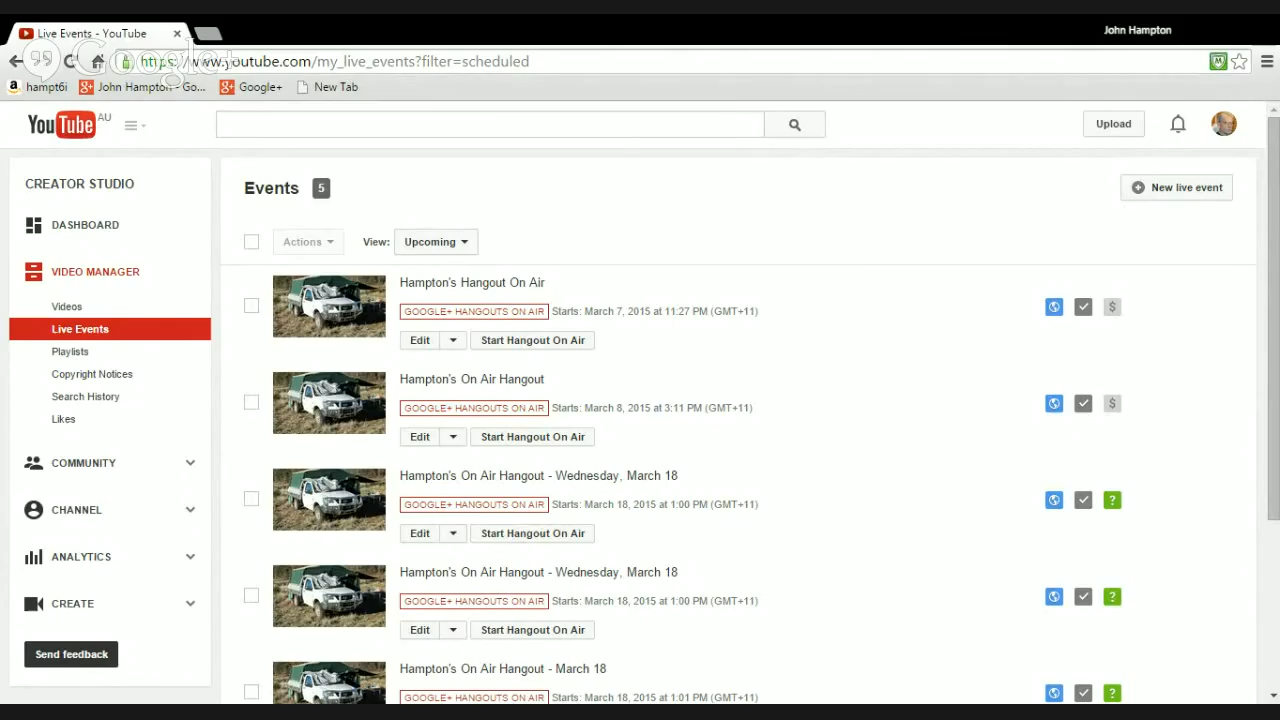 Live Events - YouTube
John Hampton
Google+
https://www.youtube.com/my_live_events?filter=scheduled
hampt6i
John Hampton - Go...
Google+
New Tab
YouTube AU
Upload
CREATOR STUDIO
DASHBOARD
VIDEO MANAGER
Videos
Live Events
Playlists
Copyright Notices
Search History
Likes
COMMUNITY
CHANNEL
ANALYTICS
CREATE
Send feedback
Events 5
New live event
Actions View: Upcoming
Hampton's Hangout On Air
GOOGLE+ HANGOUTS ON AIR Starts: March 7, 2015 at 11:27 PM (GMT+11)
Edit Start Hangout On Air
Hampton's On Air Hangout
GOOGLE+ HANGOUTS ON AIR Starts: March 8, 2015 at 3:11 PM (GMT+11)
Edit Start Hangout On Air
Hampton's On Air Hangout - Wednesday, March 18
GOOGLE+ HANGOUTS ON AIR Starts: March 18, 2015 at 1:00 PM (GMT+11)
Edit Start Hangout On Air
Hampton's On Air Hangout - Wednesday, March 18
GOOGLE+ HANGOUTS ON AIR Starts: March 18, 2015 at 1:00 PM (GMT+11)
Edit Start Hangout On Air
Hampton's On Air Hangout - March 18
GOOGLE+ HANGOUTS ON AIR Starts: March 18, 2015 at 1:01 PM (GMT+11)